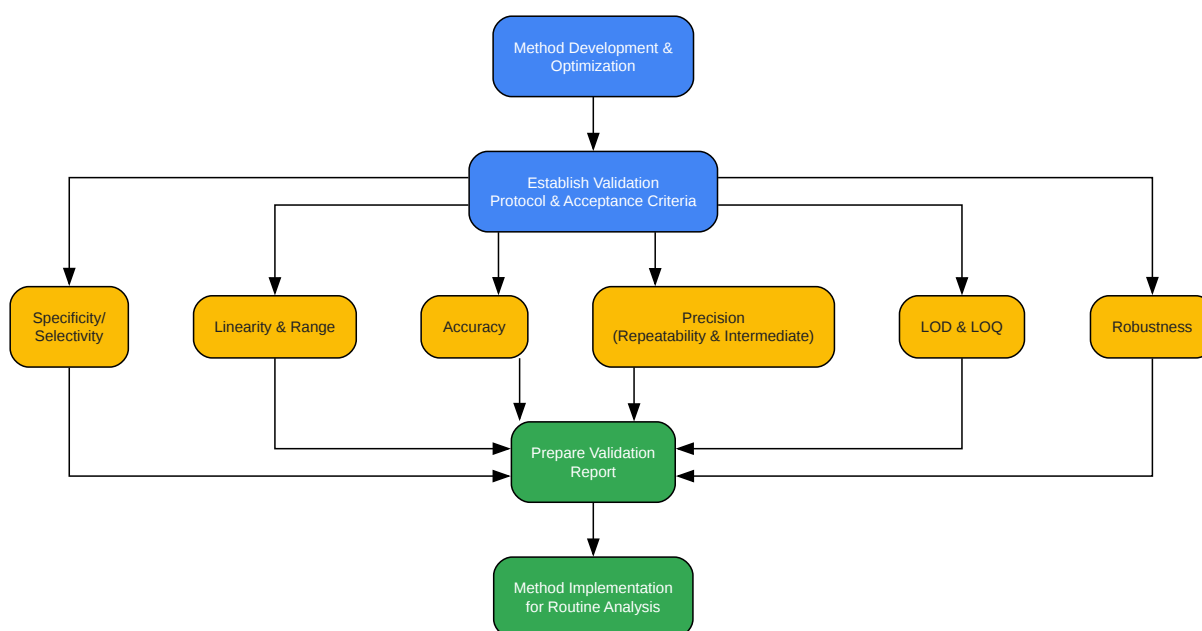 Method Development &
Optimization
Establish Validation
Protocol & Acceptance Criteria
Specificity/
Selectivity
Linearity & Range
Accuracy
Precision
(Repeatability & Intermediate)
LOD & LOQ
Robustness
Prepare Validation
Report
Method Implementation
for Routine Analysis